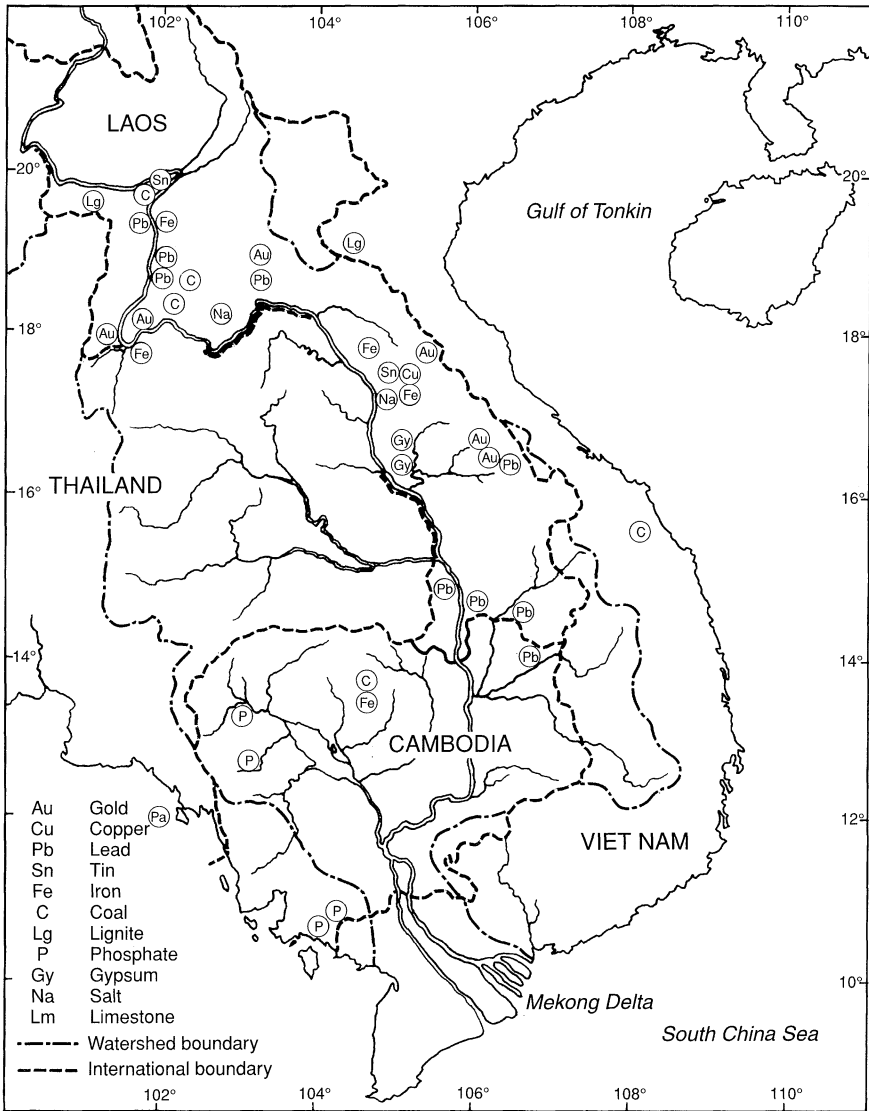 102° 104° 106° 108° 110°
LAOS
Sn
20° 20°
C
Lg
Gulf of Tonkin
Pb Fe
Lg
Pb Au
Pb C Pb
C
Na
Au
18° 18°
Au
Fe Fe Au
Sn Cu
Na Fe
Gy Au
Gy Au Pb
THAILAND
16° 16°
C
Pb Pb Pb
14° 14°
Pb
C
Fe
P
CAMBODIA
P
Pa
12°
VIET NAM
P
P
10°
Mekong Delta
South China Sea
Au Gold
Cu Copper
Pb Lead
Sn Tin
Fe Iron
C Coal
Lg Lignite
P Phosphate
Gy Gypsum
Na Salt
Lm Limestone
Watershed boundary
International boundary
102° 104° 106° 108° 110°